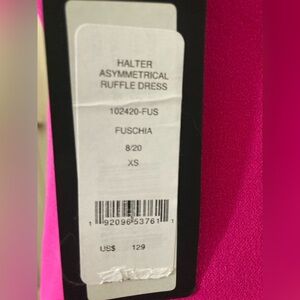 HALTER
ASYMMETRICAL
RUFFLE DRESS
102420-FUS
FUSCHIA
8/20
XS
1 92096 53761 1
US$ 129